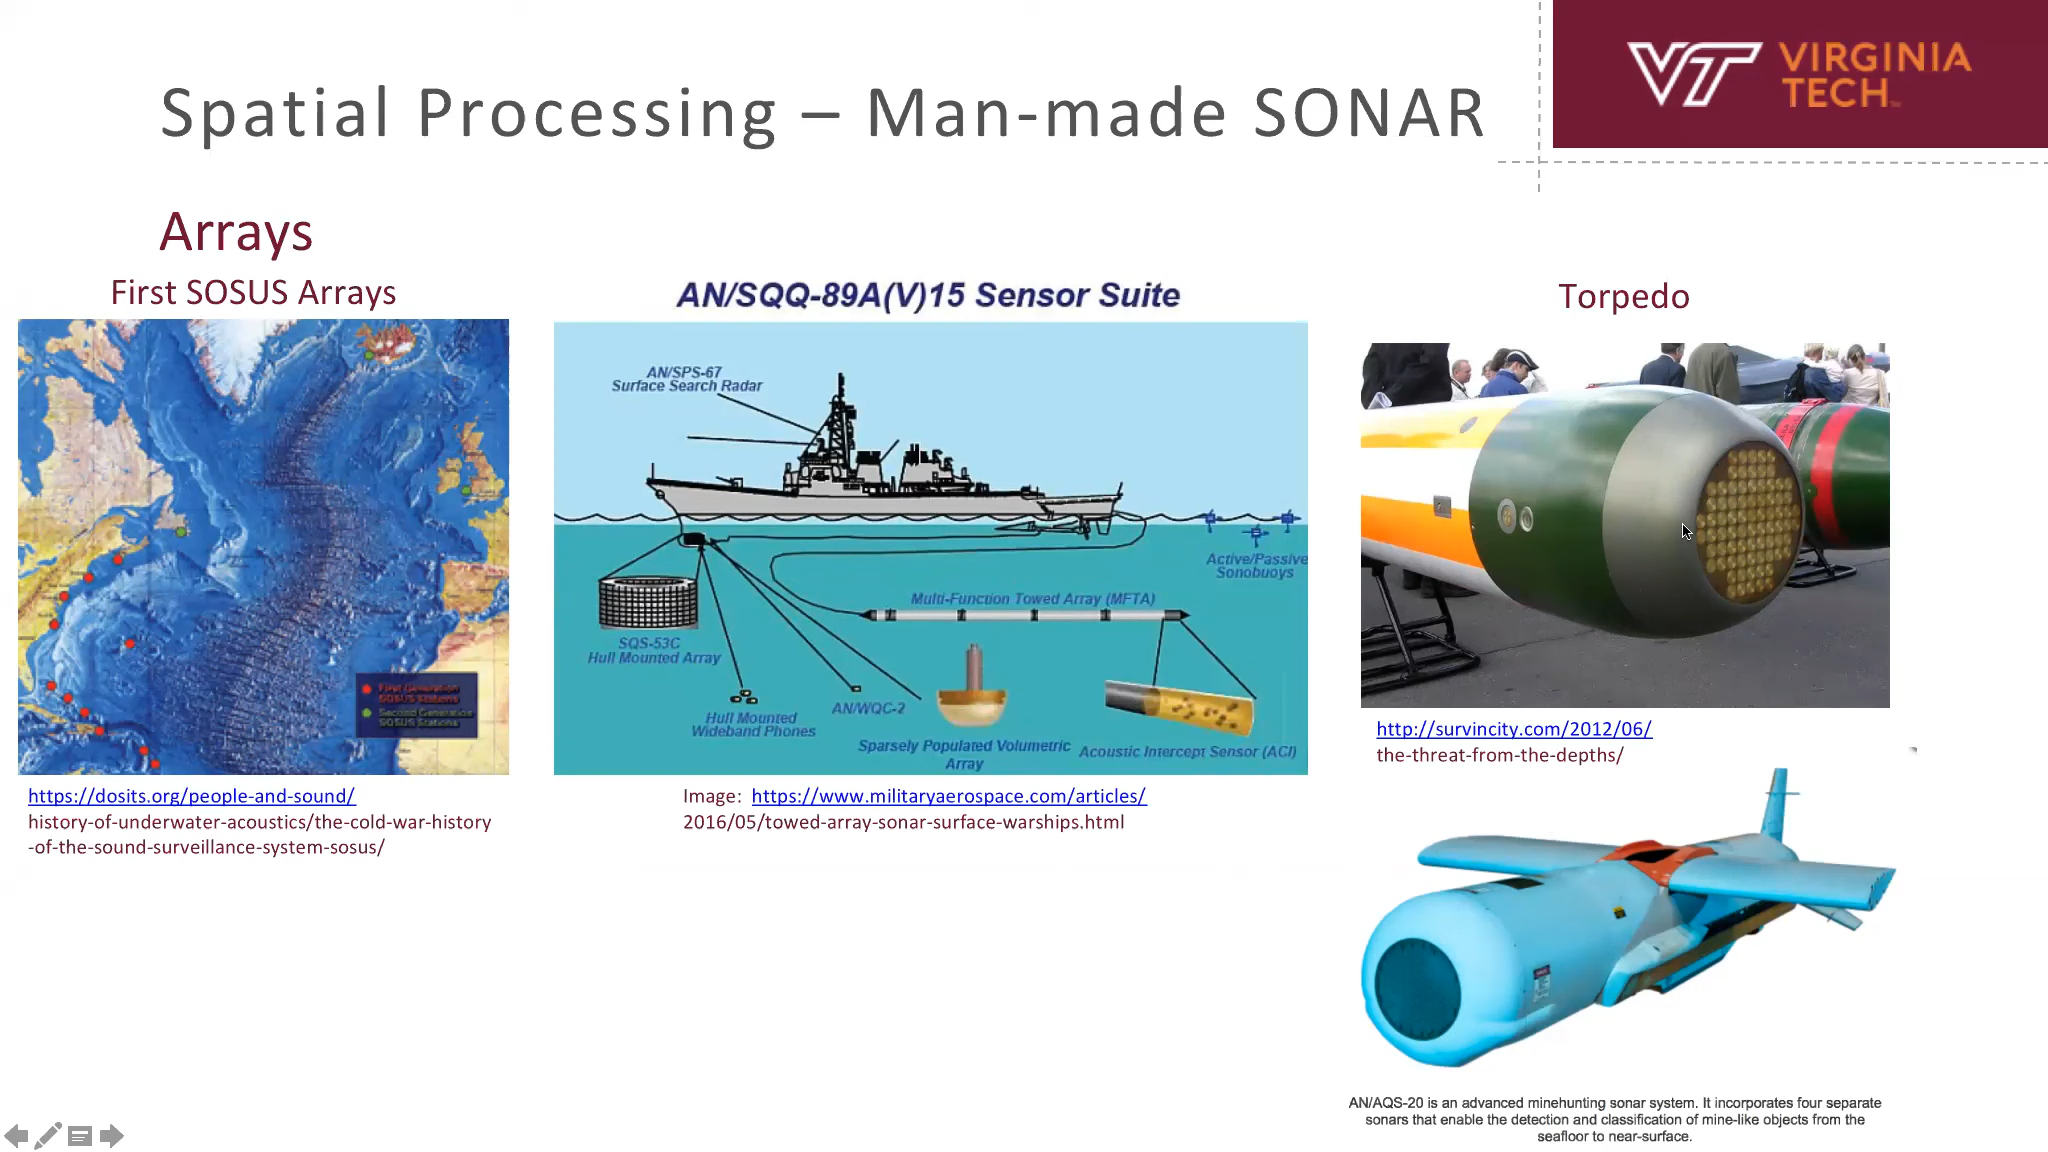 Spatial Processing – Man-made SONAR
VIRGINIA
TECH
Arrays
First SOSUS Arrays
First Generation
SOSUS Stations
Second Generation
SOSUS Stations
https://dosits.org/people-and-sound/
history-of-underwater-acoustics/the-cold-war-history
-of-the-sound-surveillance-system-sosus/
AN/SQQ-89A(V)15 Sensor Suite
AN/SPS-67
Surface Search Radar
Active/Passive
Sonobuoys
Multi-Function Towed Array (MFTA)
SQS-53C
Hull Mounted Array
Hull Mounted
Wideband Phones
AN/WQC-2
Sparsely Populated Volumetric
Array
Acoustic Intercept Sensor (ACI)
Image: https://www.militaryaerospace.com/articles/
2016/05/towed-array-sonar-surface-warships.html
Torpedo
http://survincity.com/2012/06/
the-threat-from-the-depths/
AN/AQS-20 is an advanced minehunting sonar system. It incorporates four separate
sonars that enable the detection and classification of mine-like objects from the
seafloor to near-surface.